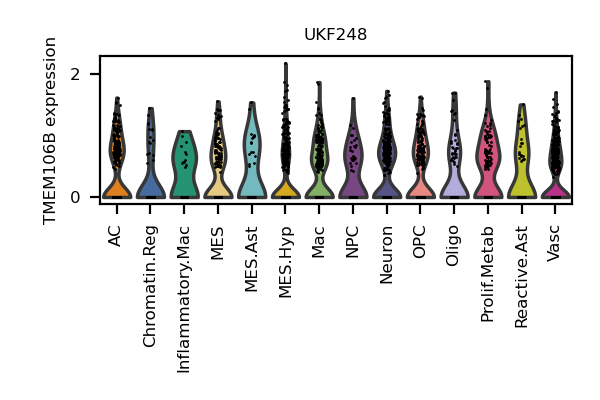 UKF248
TMEM106B expression
2
0
AC
Chromatin.Reg
Inflammatory.Mac
MES
MES.Ast
MES.Hyp
Mac
NPC
Neuron
OPC
Oligo
Prolif.Metab
Reactive.Ast
Vasc